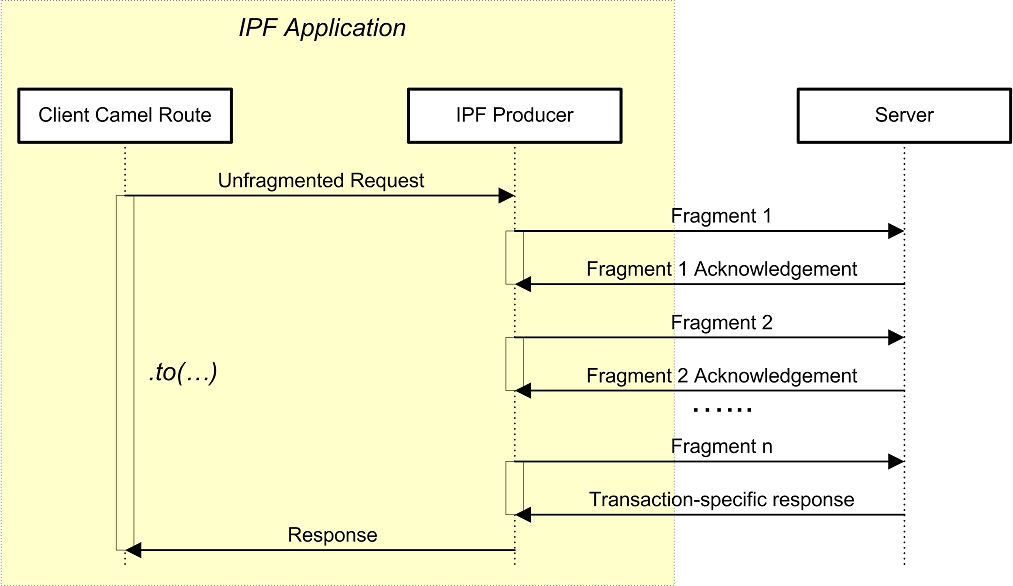 IPF Application
Client Camel Route
IPF Producer
Server
Unfragmented Request
Fragment 1
Fragment 1 Acknowledgement
Fragment 2
.to(…)
Fragment 2 Acknowledgement
……
Fragment n
Transaction-specific response
Response